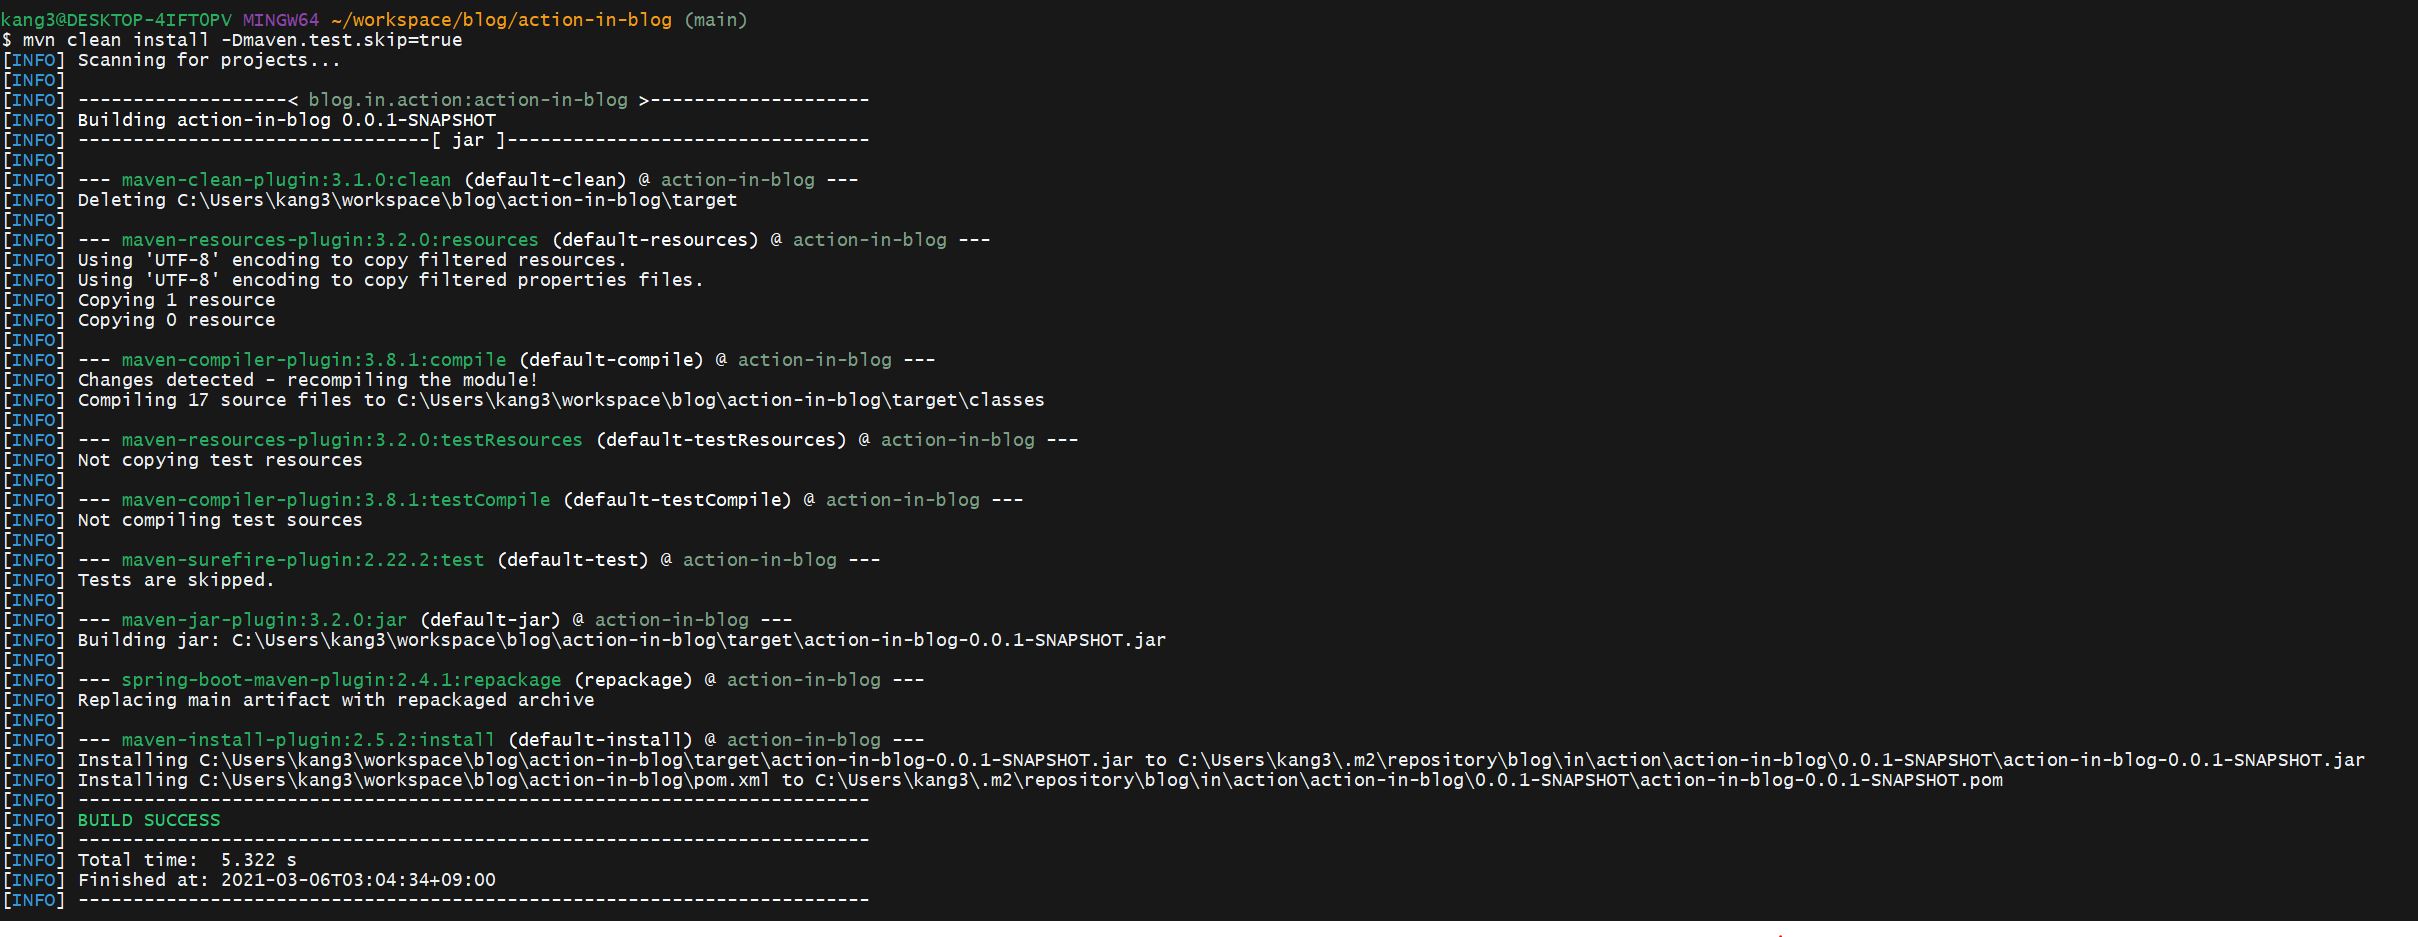 kang3@DESKTOP-4IFTOPV MINGW64 ~/workspace/blog/action-in-blog (main)
$ mvn clean install -Dmaven.test.skip=true
[INFO] Scanning for projects...
[INFO]
[INFO] -------------------< blog.in.action:action-in-blog >--------------------
[INFO] Building action-in-blog 0.0.1-SNAPSHOT
[INFO] --------------------------------[ jar ]---------------------------------
[INFO]
[INFO] --- maven-clean-plugin:3.1.0:clean (default-clean) @ action-in-blog ---
[INFO] Deleting C:\Users\kang3\workspace\blog\action-in-blog\target
[INFO]
[INFO] --- maven-resources-plugin:3.2.0:resources (default-resources) @ action-in-blog ---
[INFO] Using 'UTF-8' encoding to copy filtered resources.
[INFO] Using 'UTF-8' encoding to copy filtered properties files.
[INFO] Copying 1 resource
[INFO] Copying 0 resource
[INFO]
[INFO] --- maven-compiler-plugin:3.8.1:compile (default-compile) @ action-in-blog ---
[INFO] Changes detected - recompiling the module!
[INFO] Compiling 17 source files to C:\Users\kang3\workspace\blog\action-in-blog\target\classes
[INFO]
[INFO] --- maven-resources-plugin:3.2.0:testResources (default-testResources) @ action-in-blog ---
[INFO] Not copying test resources
[INFO]
[INFO] --- maven-compiler-plugin:3.8.1:testCompile (default-testCompile) @ action-in-blog ---
[INFO] Not compiling test sources
[INFO]
[INFO] --- maven-surefire-plugin:2.22.2:test (default-test) @ action-in-blog ---
[INFO] Tests are skipped.
[INFO]
[INFO] --- maven-jar-plugin:3.2.0:jar (default-jar) @ action-in-blog ---
[INFO] Building jar: C:\Users\kang3\workspace\blog\action-in-blog\target\action-in-blog-0.0.1-SNAPSHOT.jar
[INFO]
[INFO] --- spring-boot-maven-plugin:2.4.1:repackage (repackage) @ action-in-blog ---
[INFO] Replacing main artifact with repackaged archive
[INFO]
[INFO] --- maven-install-plugin:2.5.2:install (default-install) @ action-in-blog ---
[INFO] Installing C:\Users\kang3\workspace\blog\action-in-blog\target\action-in-blog-0.0.1-SNAPSHOT.jar to C:\Users\kang3\.m2\repository\blog\in\action\action-in-blog\0.0.1-SNAPSHOT\action-in-blog-0.0.1-SNAPSHOT.jar
[INFO] Installing C:\Users\kang3\workspace\blog\action-in-blog\pom.xml to C:\Users\kang3\.m2\repository\blog\in\action\action-in-blog\0.0.1-SNAPSHOT\action-in-blog-0.0.1-SNAPSHOT.pom
[INFO] ------------------------------------------------------------------------
[INFO] BUILD SUCCESS
[INFO] ------------------------------------------------------------------------
[INFO] Total time:  5.322 s
[INFO] Finished at: 2021-03-06T03:04:34+09:00
[INFO] ------------------------------------------------------------------------